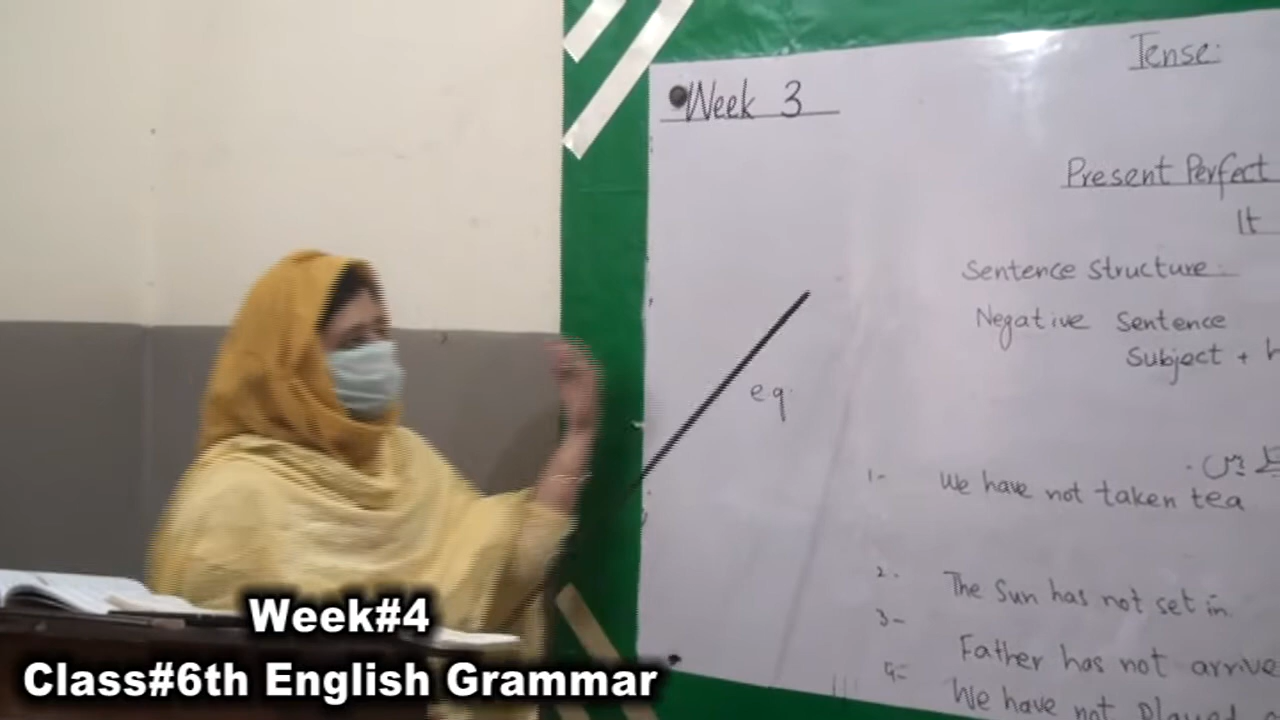 Tense:
Week 3
Present Perfect
It
Sentence Structure:
Negative Sentence
Subject +
e.g.
1- We have not taken tea
2. The Sun has not set in.
3- Father has not arrive
4- We have not Played
Week#4
Class#6th English Grammar